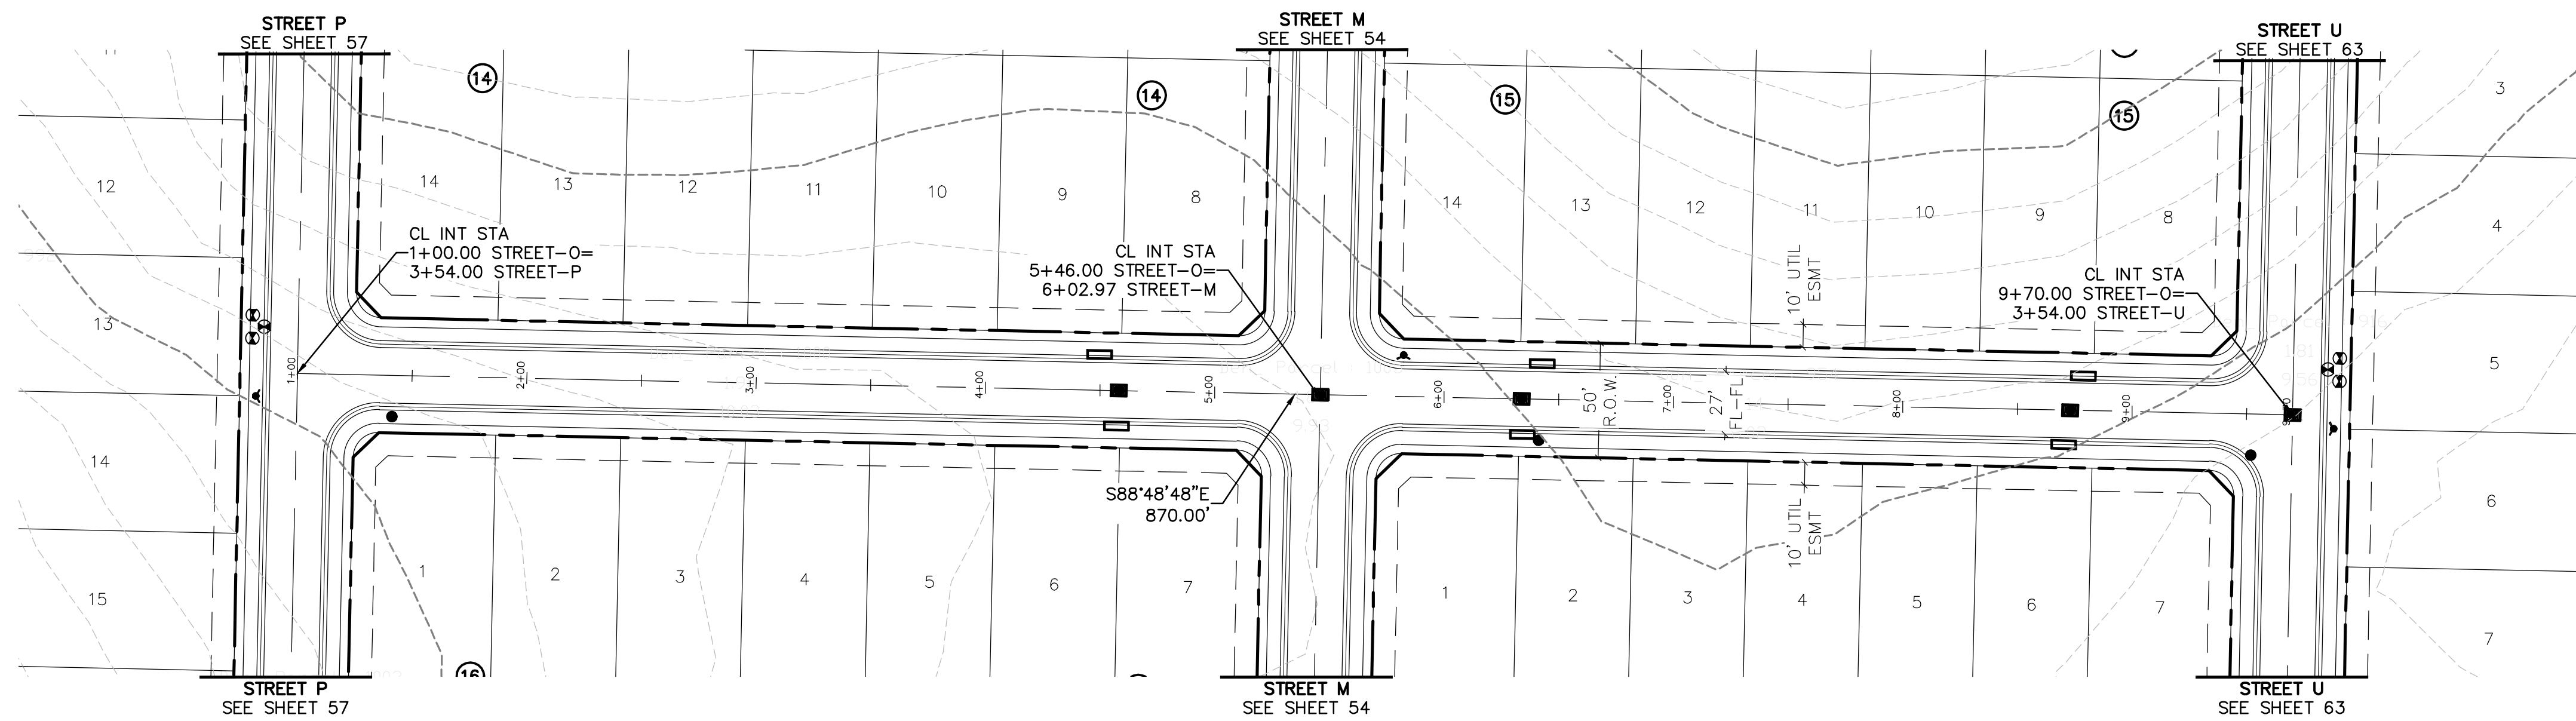 STREET P
SEE SHEET 57
STREET M
SEE SHEET 54
STREET U
SEE SHEET 63
14
14
15
15
3
12
14
13
12
11
10
9
8
14
13
12
11
10
9
8
4
CL INT STA
1+00.00 STREET-O=
3+54.00 STREET-P
CL INT STA
5+46.00 STREET-O=
6+02.97 STREET-M
10' UTIL
ESMT
CL INT STA
9+70.00 STREET-O=
3+54.00 STREET-U
13
5
1+00
2+00
3+00
4+00
5+00
6+00
50'
R.O.W.
7+00
27'
FL-FL
8+00
9+00
14
S88°48'48"E
870.00'
10' UTIL
ESMT
6
15
1
2
3
4
5
6
7
1
2
3
4
5
6
7
7
16
STREET P
SEE SHEET 57
STREET M
SEE SHEET 54
STREET U
SEE SHEET 63